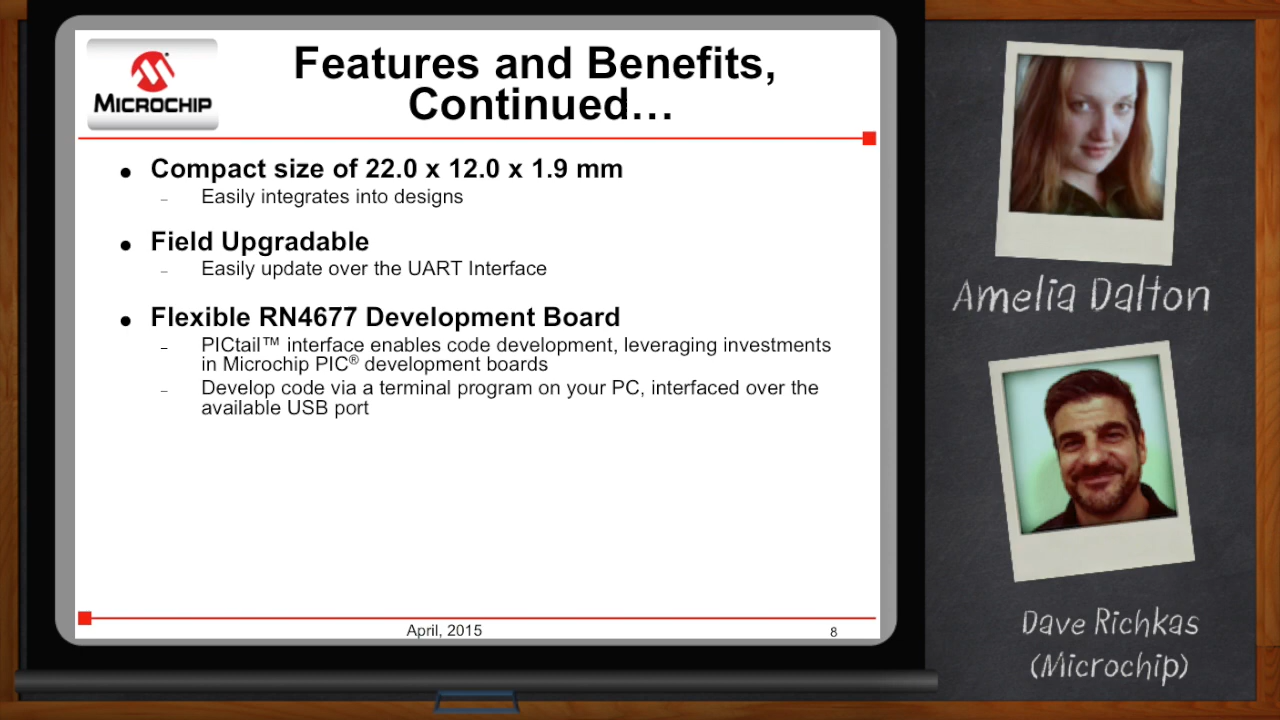 MICROCHIP
Features and Benefits,
Continued…
• Compact size of 22.0 x 12.0 x 1.9 mm
– Easily integrates into designs
• Field Upgradable
– Easily update over the UART Interface
• Flexible RN4677 Development Board
– PICtail™ interface enables code development, leveraging investments
in Microchip PIC® development boards
– Develop code via a terminal program on your PC, interfaced over the
available USB port
April, 2015
8
Amelia Dalton
Dave Richkas
(Microchip)